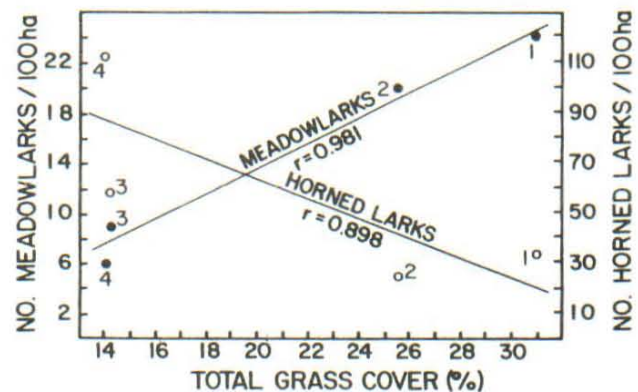 NO. MEADOWLARKS / 100ha
22
18
14
10
6
2
4
3
3
4
MEADOWLARKS
r = 0.981
2
1
HORNED LARKS
r = 0.898
2
1
110
90
70
50
30
10
NO. HORNED LARKS / 100ha
14 16 18 20 22 24 26 28 30
TOTAL GRASS COVER (%)